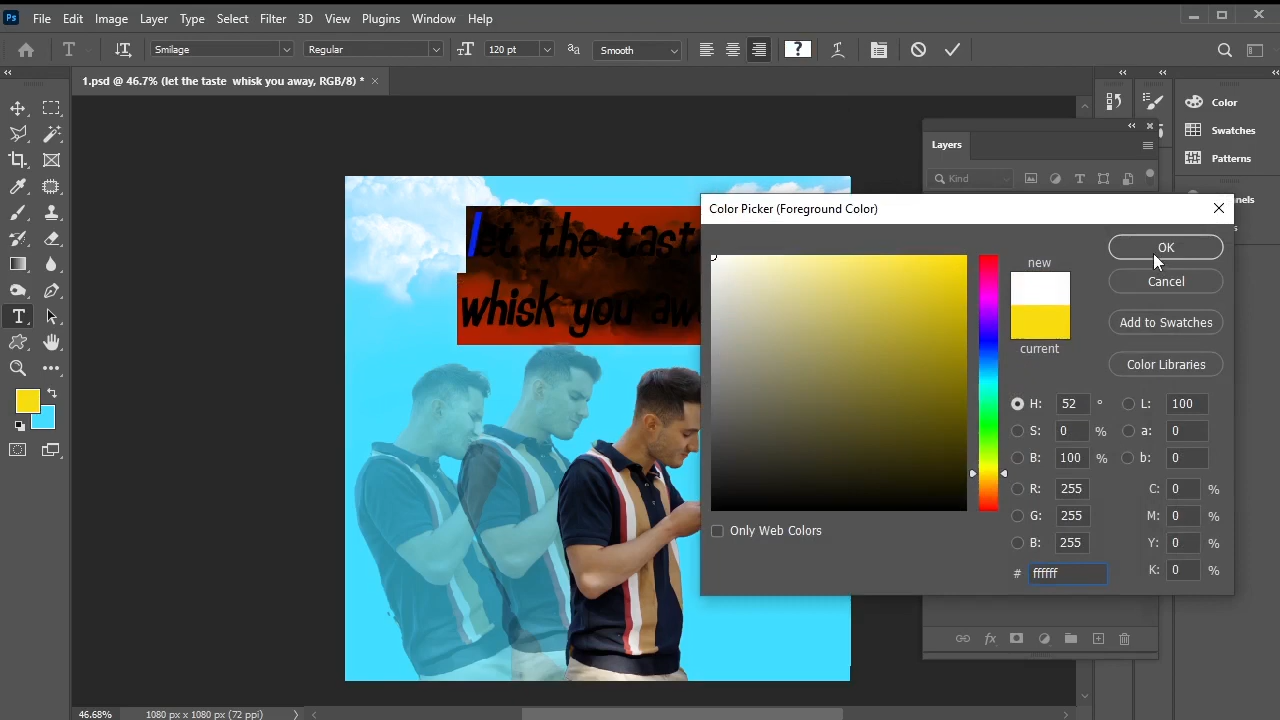 Ps File Edit Image Layer Type Select Filter 3D View Plugins Window Help
T Smilage Regular 120 pt Smooth ?
1.psd @ 46.7% (let the taste  whisk you away, RGB/8) *
Layers
Kind
Color
Swatches
Patterns
Color Picker (Foreground Color)
new
current
OK
Cancel
Add to Swatches
Color Libraries
H: 52 °
S: 0 %
B: 100 %
R: 255
G: 255
B: 255
# ffffff
L: 100
a: 0
b: 0
C: 0 %
M: 0 %
Y: 0 %
K: 0 %
Only Web Colors
let the tast
whisk you aw
46.68% 1080 px x 1080 px (72 ppi)